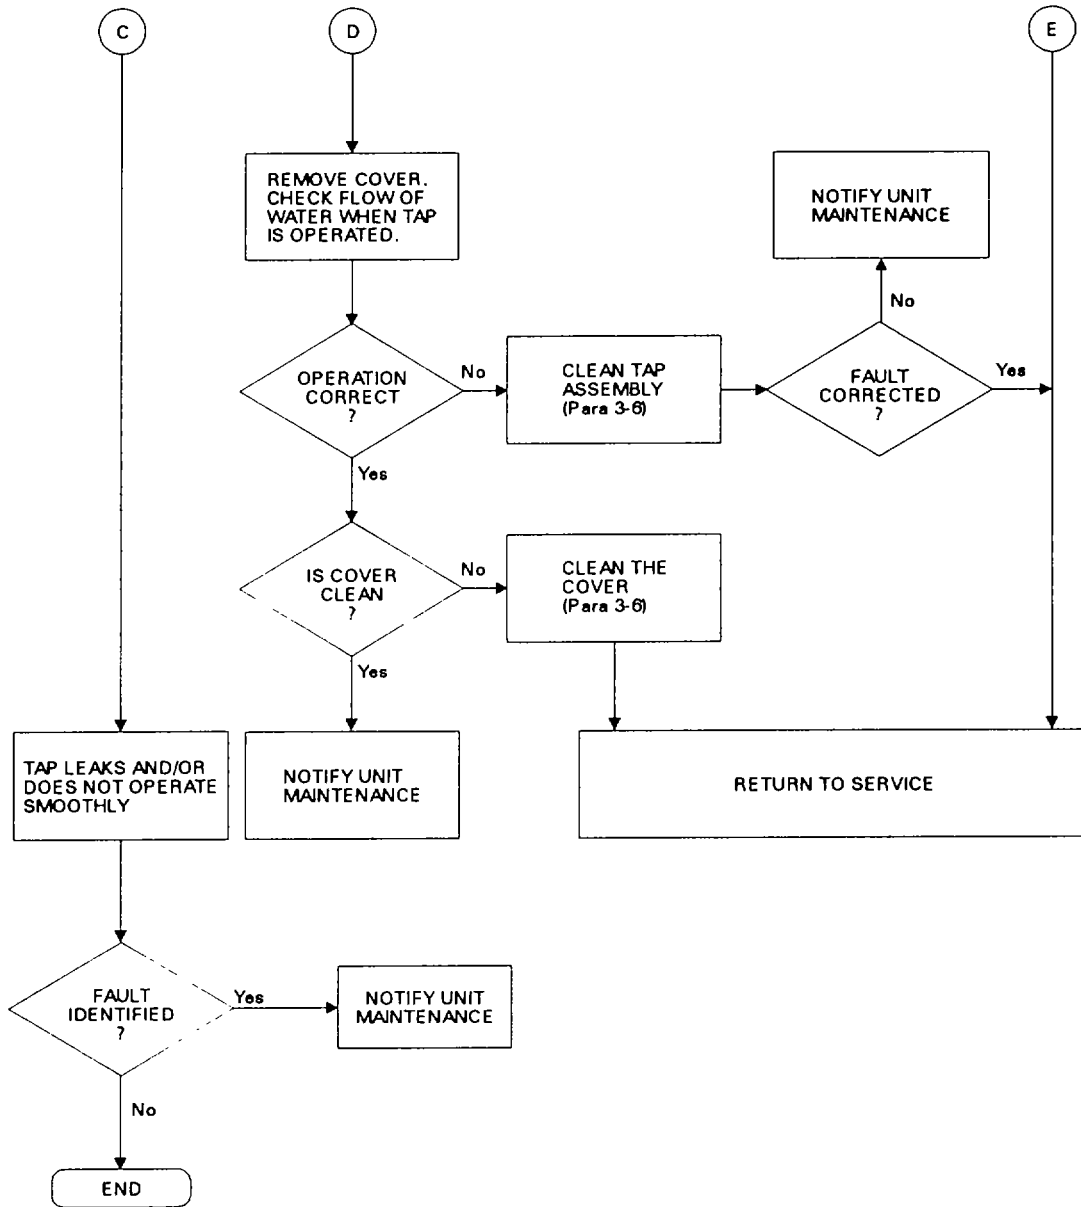 C
D
E
REMOVE COVER.
CHECK FLOW OF
WATER WHEN TAP
IS OPERATED.
NOTIFY UNIT
MAINTENANCE
No
OPERATION
CORRECT
?
No
CLEAN TAP
ASSEMBLY
(Para 3-6)
FAULT
CORRECTED
?
Yes
Yes
IS COVER
CLEAN
?
No
CLEAN THE
COVER
(Para 3-6)
Yes
TAP LEAKS AND/OR
DOES NOT OPERATE
SMOOTHLY
NOTIFY UNIT
MAINTENANCE
RETURN TO SERVICE
FAULT
IDENTIFIED
?
Yes
NOTIFY UNIT
MAINTENANCE
No
END